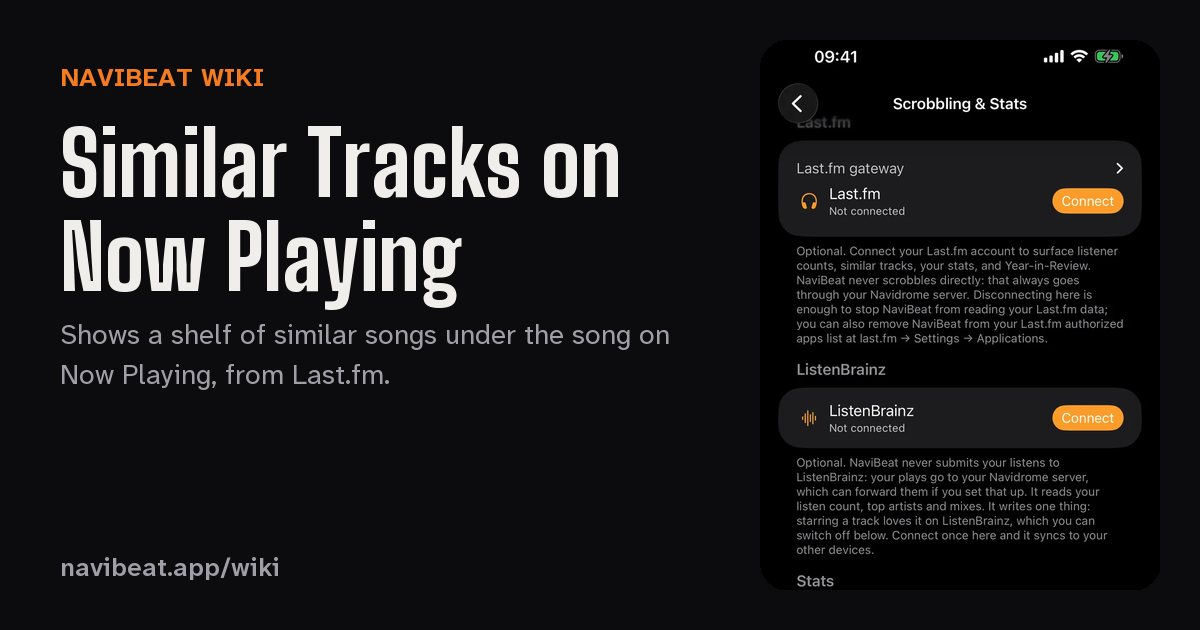 NAVIBEAT WIKI
Similar Tracks on
Now Playing
Shows a shelf of similar songs under the song on
Now Playing, from Last.fm.
navibeat.app/wiki
09:41
Scrobbling & Stats
Last.fm
Last.fm gateway
Last.fm
Not connected
Connect
Optional. Connect your Last.fm account to surface listener
counts, similar tracks, your stats, and Year-in-Review.
NaviBeat never scrobbles directly: that always goes
through your Navidrome server. Disconnecting here is
enough to stop NaviBeat from reading your Last.fm data;
you can also remove NaviBeat from your Last.fm authorized
apps list at last.fm → Settings → Applications.
ListenBrainz
ListenBrainz
Not connected
Connect
Optional. NaviBeat never submits your listens to
ListenBrainz: your plays go to your Navidrome server,
which can forward them if you set that up. It reads your
listen count, top artists and mixes. It writes one thing:
starring a track loves it on ListenBrainz, which you can
switch off below. Connect once here and it syncs to your
other devices.
Stats